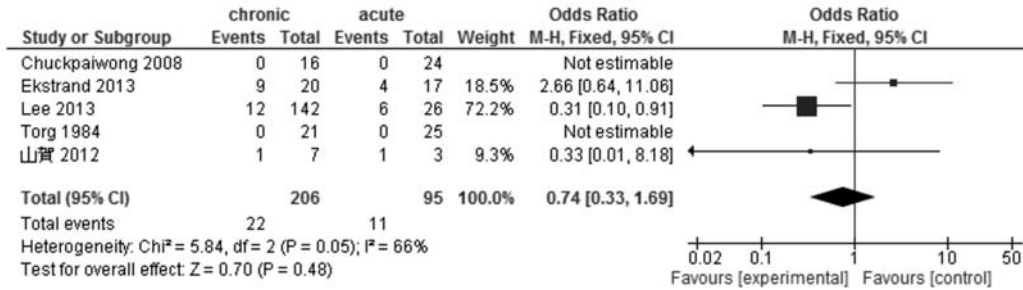 chronic acute Odds Ratio Odds Ratio
Study or Subgroup Events Total Events Total Weight M-H, Fixed, 95% CI M-H, Fixed, 95% CI
Chuckpaiwong 2008 0 16 0 24 Not estimable
Ekstrand 2013 9 20 4 17 18.5% 2.66 [0.64, 11.06]
Lee 2013 12 142 6 26 72.2% 0.31 [0.10, 0.91]
Torg 1984 0 21 0 25 Not estimable
山賀 2012 1 7 1 3 9.3% 0.33 [0.01, 8.18]
Total (95% CI) 206 95 100.0% 0.74 [0.33, 1.69]
Total events 22 11
Heterogeneity: Chi² = 5.84, df = 2 (P = 0.05); I² = 66%
Test for overall effect: Z = 0.70 (P = 0.48)
0.02 0.1 1 10 50
Favours [experimental] Favours [control]